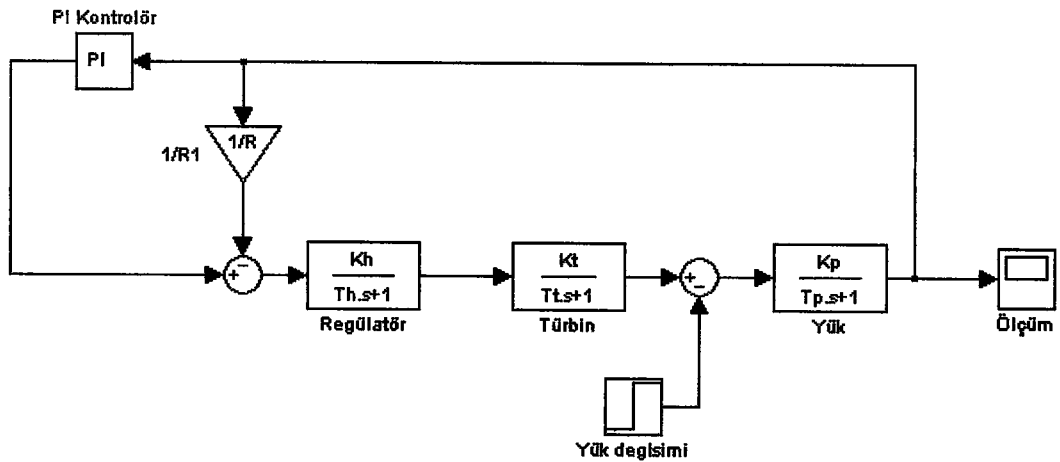 PI Kontrolör
PI
1/R
1/R1
+
−
Kh
Th.s+1
Regülatör
Kt
Tt.s+1
Türbin
+
−
Kp
Tp.s+1
Yük
Ölçüm
Yük degisimi